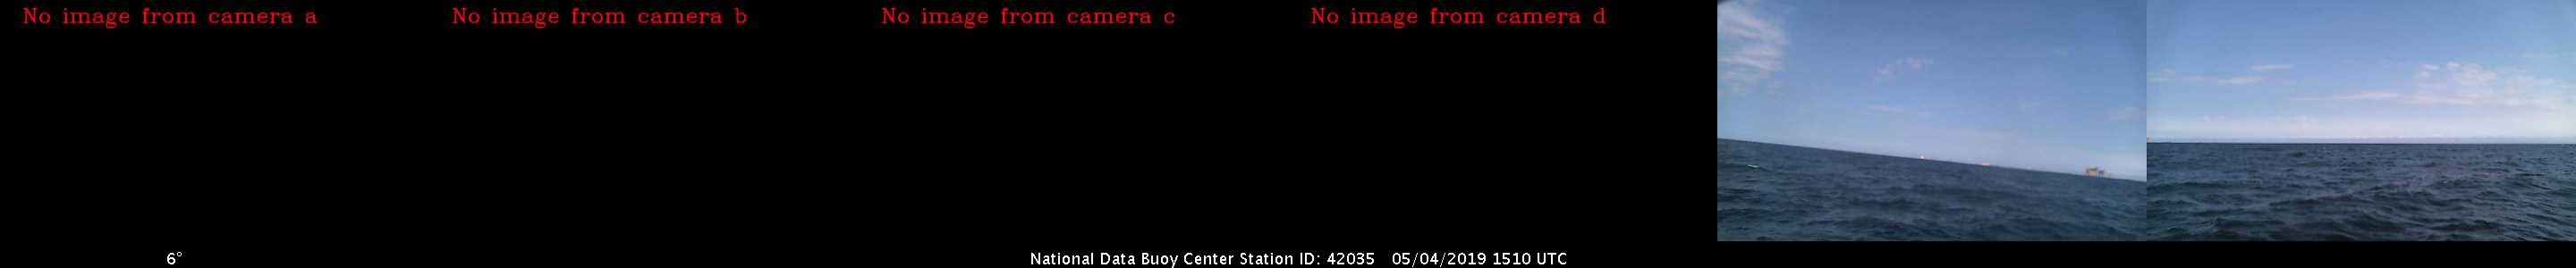 No image from camera a
No image from camera b
No image from camera c
No image from camera d
6°
National Data Buoy Center Station ID: 42035 05/04/2019 1510 UTC